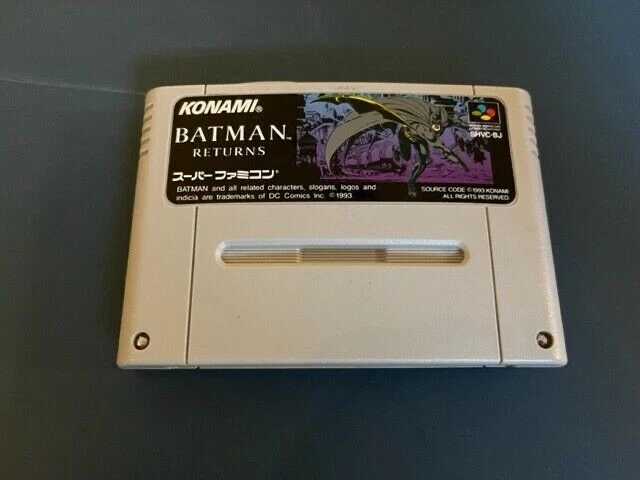 KONAMI®
BATMAN™
RETURNS
スーパーファミコン
BATMAN and all related characters, slogans, logos and
indicia are trademarks of DC Comics Inc. ©1993
SHVC-BJ
SOURCE CODE ©1993 KONAMI
ALL RIGHTS RESERVED.